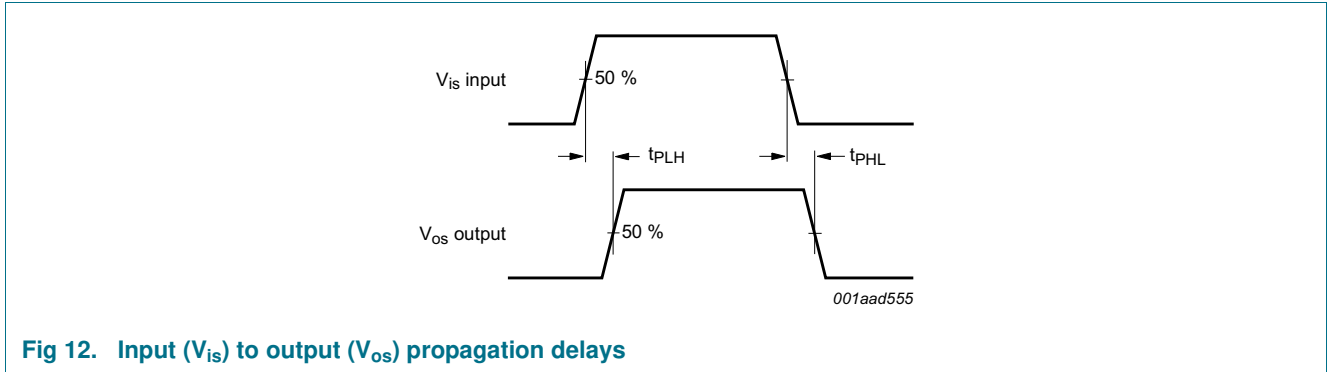 V_is input
50 %
t_PLH
t_PHL
V_os output
50 %
001aad555
Fig 12. Input (V_is) to output (V_os) propagation delays